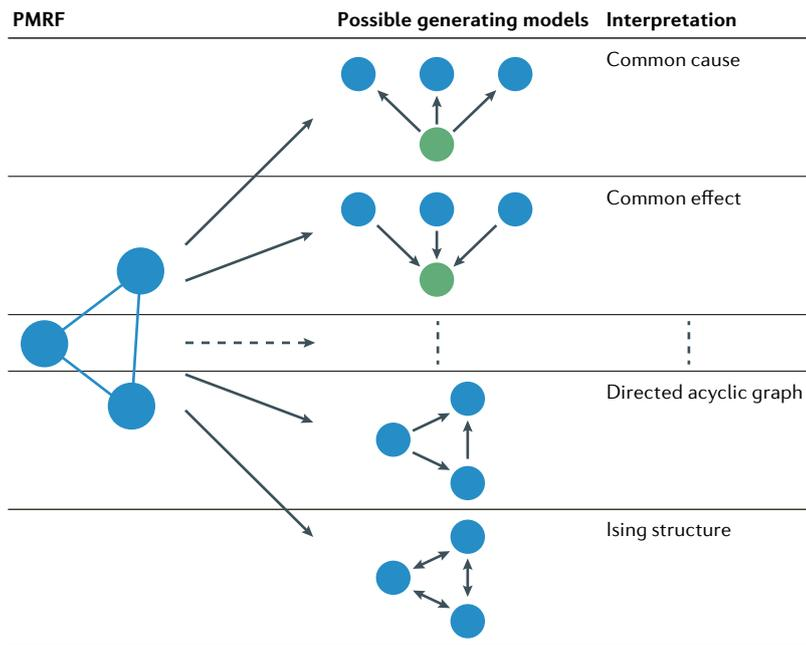 PMRF
Possible generating models
Interpretation
Common cause
Common effect
Directed acyclic graph
Ising structure